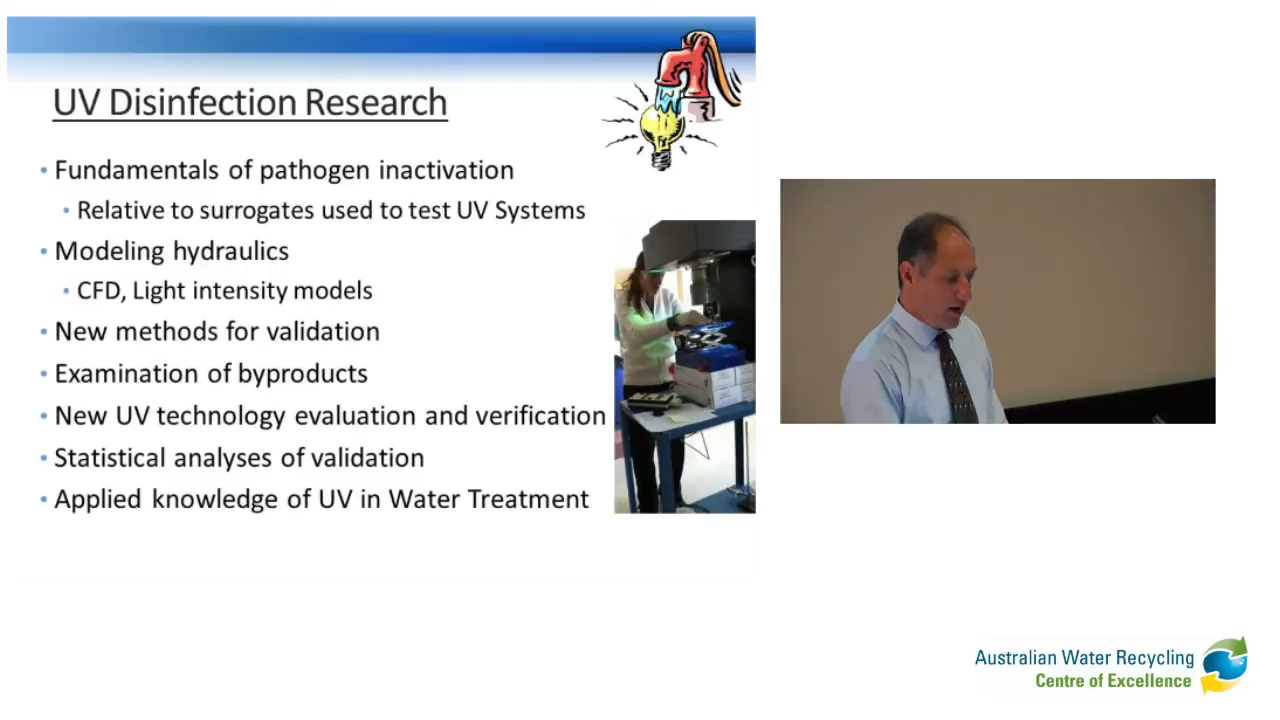 UV Disinfection Research
• Fundamentals of pathogen inactivation
• Relative to surrogates used to test UV Systems
• Modeling hydraulics
• CFD, Light intensity models
• New methods for validation
• Examination of byproducts
• New UV technology evaluation and verification
• Statistical analyses of validation
• Applied knowledge of UV in Water Treatment
Australian Water Recycling
Centre of Excellence